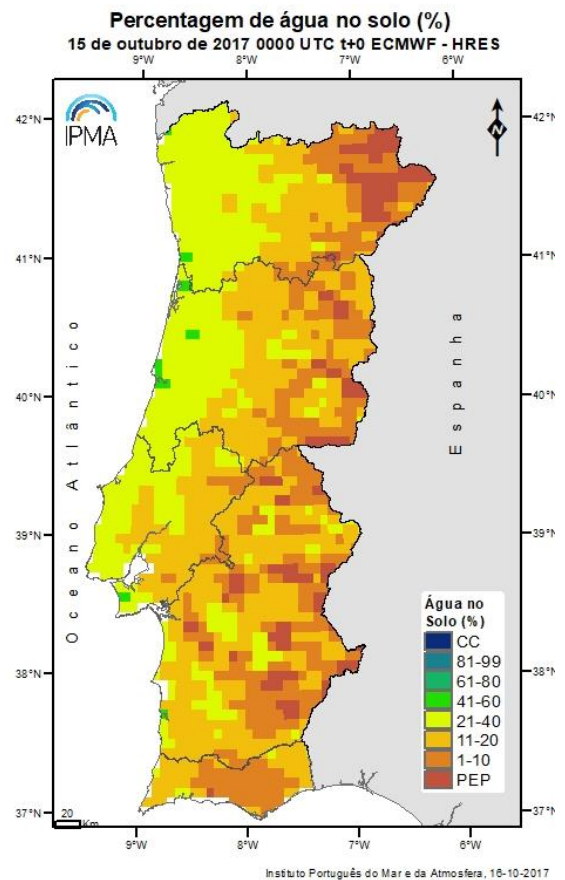 Percentagem de água no solo (%)
15 de outubro de 2017 0000 UTC t+0 ECMWF - HRES
9°W 8°W 7°W 6°W
42°N 42°N
IPMA
N
41°N 41°N
Oceano Atlântico
Espanha
40°N 40°N
39°N 39°N
Água no
Solo (%)
CC
81-99
61-80
41-60
21-40
11-20
1-10
PEP
38°N 38°N
37°N 37°N
20
Km
9°W 8°W 7°W 6°W
Instituto Português do Mar e da Atmosfera, 16-10-2017